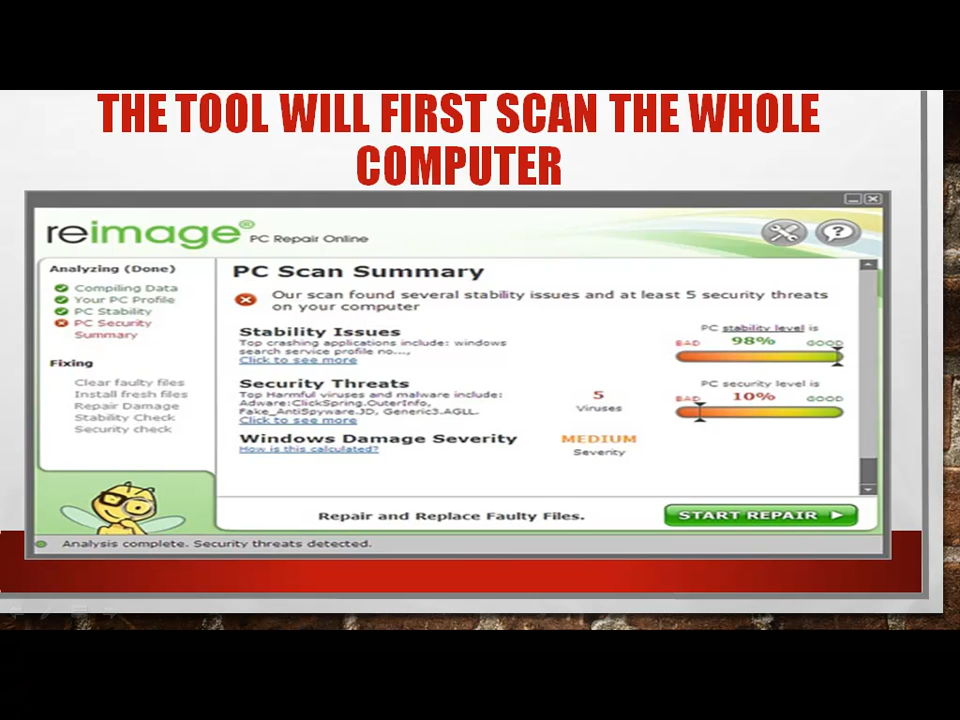 THE TOOL WILL FIRST SCAN THE WHOLE
COMPUTER
reimage® PC Repair Online
Analyzing (Done)
Compiling Data
Your PC Profile
PC Stability
PC Security
Summary
Fixing
Clear faulty files
Install fresh files
Repair Damage
Stability Check
Security check
PC Scan Summary
Our scan found several stability issues and at least 5 security threats
on your computer
Stability Issues
Top crashing applications include: windows
search service profile no...,
Click to see more
PC stability level is
98%
BAD
GOOD
Security Threats
Top Harmful viruses and malware include:
Adware:ClickSpring.OuterInfo,
Fake_AntiSpyware.JD, Generic3.AGLL.
Click to see more
5
Viruses
PC security level is
10%
BAD
GOOD
Windows Damage Severity
How is this calculated?
MEDIUM
Severity
Repair and Replace Faulty Files.
START REPAIR
Analysis complete. Security threats detected.